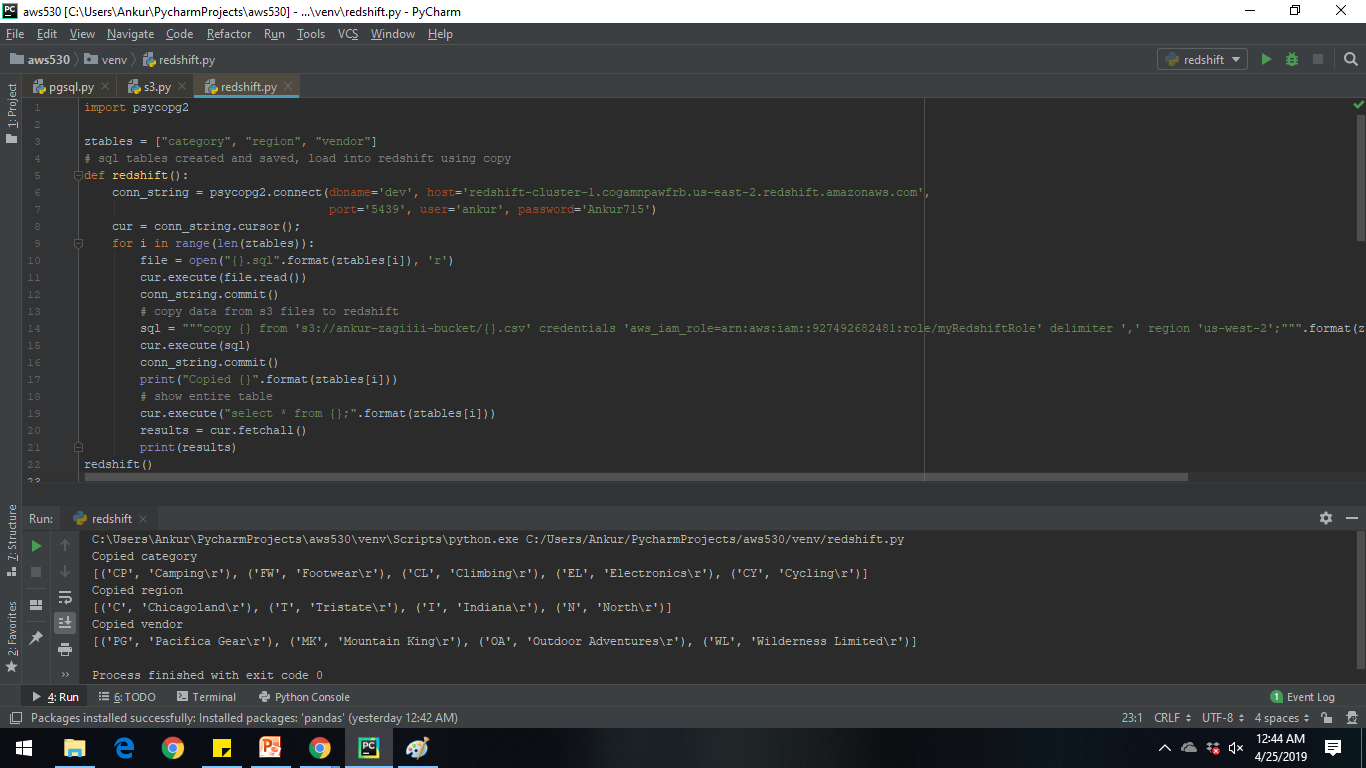 aws530 [C:\Users\Ankur\PycharmProjects\aws530] - ...\venv\redshift.py - PyCharm
File Edit View Navigate Code Refactor Run Tools VCS Window Help
aws530 venv redshift.py redshift
pgsql.py s3.py redshift.py
1: Project
1 import psycopg2
2
3 ztables = ["category", "region", "vendor"]
4 # sql tables created and saved, load into redshift using copy
5 def redshift():
6 conn_string = psycopg2.connect(dbname='dev', host='redshift-cluster-1.cogamnpawfrb.us-east-2.redshift.amazonaws.com',
7 port='5439', user='ankur', password='Ankur715')
8 cur = conn_string.cursor();
9 for i in range(len(ztables)):
10 file = open("{}.sql".format(ztables[i]), 'r')
11 cur.execute(file.read())
12 conn_string.commit()
13 # copy data from s3 files to redshift
14 sql = """copy {} from 's3://ankur-zagiiii-bucket/{}.csv' credentials 'aws_iam_role=arn:aws:iam::927492682481:role/myRedshiftRole' delimiter ',' region 'us-west-2';""".format(z
15 cur.execute(sql)
16 conn_string.commit()
17 print("Copied {}".format(ztables[i]))
18 # show entire table
19 cur.execute("select * from {};".format(ztables[i]))
20 results = cur.fetchall()
21 print(results)
22 redshift()
23
Run: redshift
7: Structure
2: Favorites
C:\Users\Ankur\PycharmProjects\aws530\venv\Scripts\python.exe C:/Users/Ankur/PycharmProjects/aws530/venv/redshift.py
Copied category
[('CP', 'Camping\r'), ('FW', 'Footwear\r'), ('CL', 'Climbing\r'), ('EL', 'Electronics\r'), ('CY', 'Cycling\r')]
Copied region
[('C', 'Chicagoland\r'), ('T', 'Tristate\r'), ('I', 'Indiana\r'), ('N', 'North\r')]
Copied vendor
[('PG', 'Pacifica Gear\r'), ('MK', 'Mountain King\r'), ('OA', 'Outdoor Adventures\r'), ('WL', 'Wilderness Limited\r')]
Process finished with exit code 0
4: Run 6: TODO Terminal Python Console 1 Event Log
Packages installed successfully: Installed packages: 'pandas' (yesterday 12:42 AM) 23:1 CRLF UTF-8 4 spaces
12:44 AM
4/25/2019